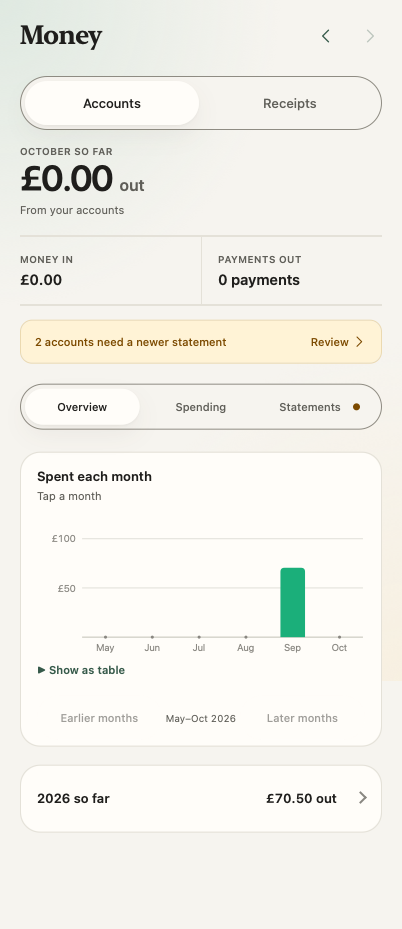 Money
Accounts
Receipts
OCTOBER SO FAR
£0.00 out
From your accounts
MONEY IN
£0.00
PAYMENTS OUT
0 payments
2 accounts need a newer statement
Review
Overview
Spending
Statements
Spent each month
Tap a month
£100
£50
May Jun Jul Aug Sep Oct
Show as table
Earlier months
May–Oct 2026
Later months
2026 so far
£70.50 out